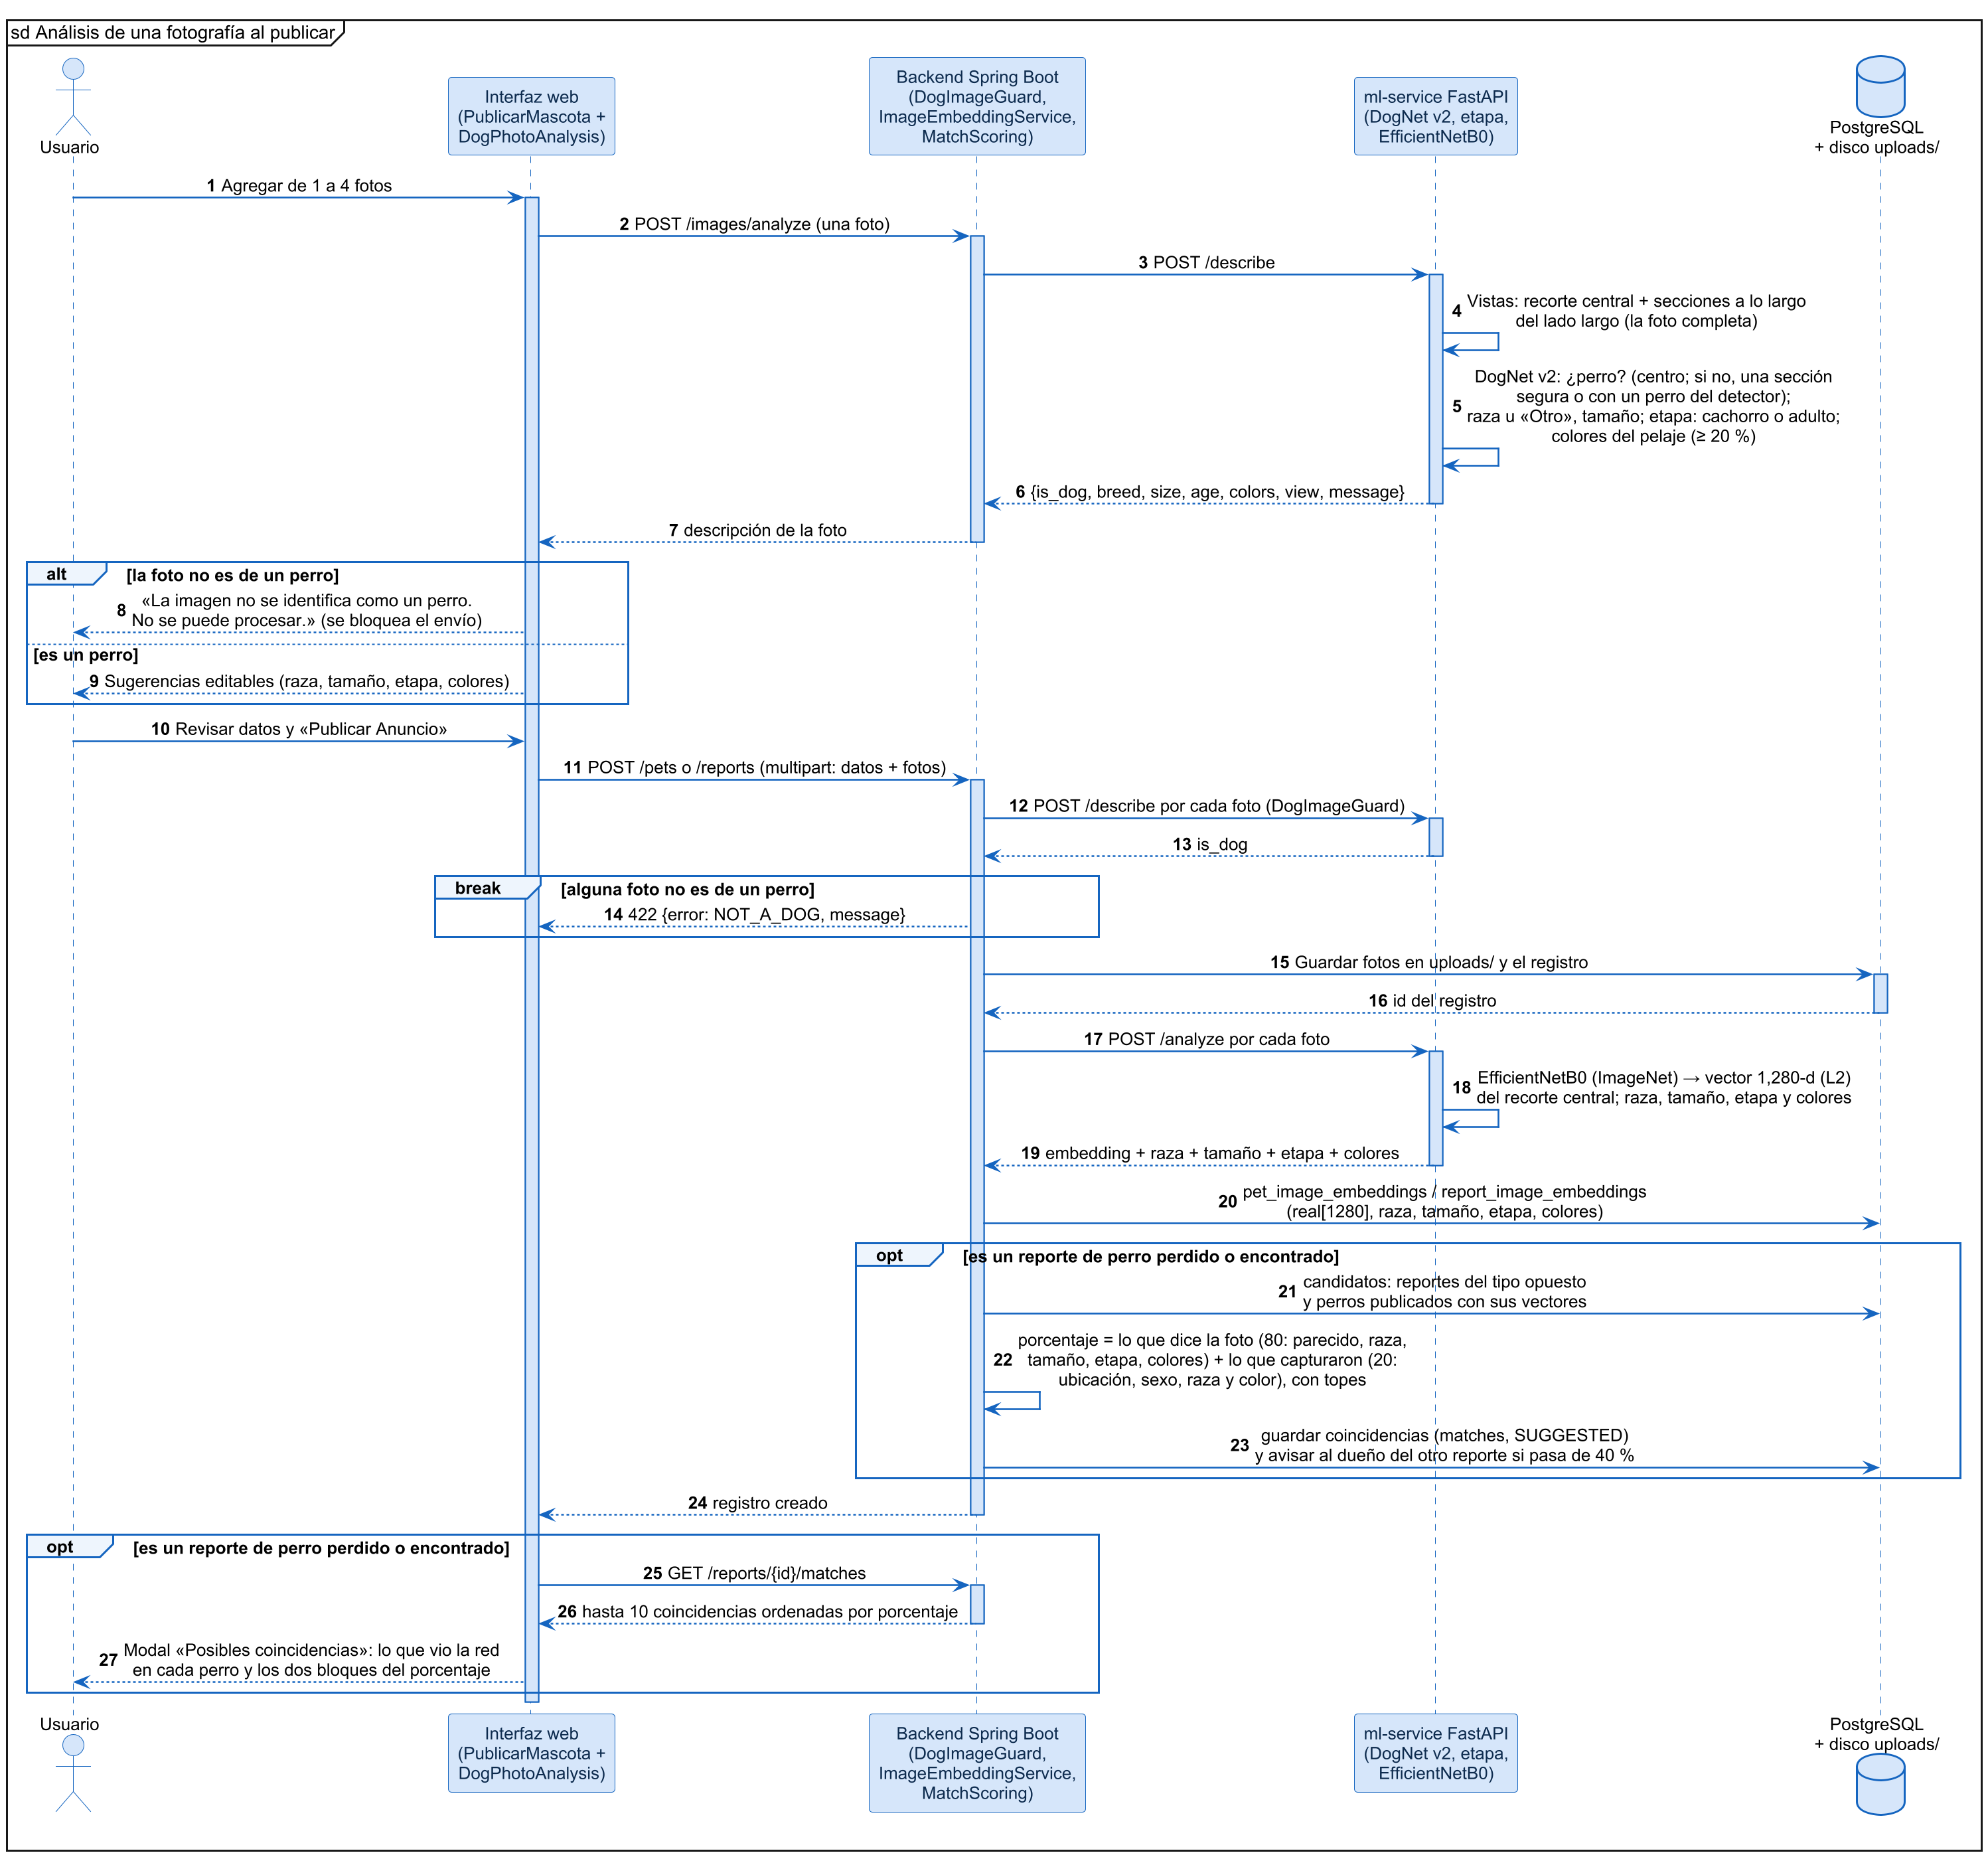 sd Análisis de una fotografía al publicar
Usuario
Interfaz web
(PublicarMascota +
DogPhotoAnalysis)
Backend Spring Boot
(DogImageGuard,
ImageEmbeddingService,
MatchScoring)
ml-service FastAPI
(DogNet v2, etapa,
EfficientNetB0)
PostgreSQL
+ disco uploads/
1 Agregar de 1 a 4 fotos
2 POST /images/analyze (una foto)
3 POST /describe
4 Vistas: recorte central + secciones a lo largo
del lado largo (la foto completa)
5 DogNet v2: ¿perro? (centro; si no, una sección
segura o con un perro del detector);
raza u «Otro», tamaño; etapa: cachorro o adulto;
colores del pelaje (≥ 20 %)
6 {is_dog, breed, size, age, colors, view, message}
7 descripción de la foto
alt [la foto no es de un perro]
8 «La imagen no se identifica como un perro.
No se puede procesar.» (se bloquea el envío)
[es un perro]
9 Sugerencias editables (raza, tamaño, etapa, colores)
10 Revisar datos y «Publicar Anuncio»
11 POST /pets o /reports (multipart: datos + fotos)
12 POST /describe por cada foto (DogImageGuard)
13 is_dog
break [alguna foto no es de un perro]
14 422 {error: NOT_A_DOG, message}
15 Guardar fotos en uploads/ y el registro
16 id del registro
17 POST /analyze por cada foto
18 EfficientNetB0 (ImageNet) → vector 1,280-d (L2)
del recorte central; raza, tamaño, etapa y colores
19 embedding + raza + tamaño + etapa + colores
20 pet_image_embeddings / report_image_embeddings
(real[1280], raza, tamaño, etapa, colores)
opt [es un reporte de perro perdido o encontrado]
21 candidatos: reportes del tipo opuesto
y perros publicados con sus vectores
22 porcentaje = lo que dice la foto (80: parecido, raza,
tamaño, etapa, colores) + lo que capturaron (20:
ubicación, sexo, raza y color), con topes
23 guardar coincidencias (matches, SUGGESTED)
y avisar al dueño del otro reporte si pasa de 40 %
24 registro creado
opt [es un reporte de perro perdido o encontrado]
25 GET /reports/{id}/matches
26 hasta 10 coincidencias ordenadas por porcentaje
27 Modal «Posibles coincidencias»: lo que vio la red
en cada perro y los dos bloques del porcentaje
Usuario
Interfaz web
(PublicarMascota +
DogPhotoAnalysis)
Backend Spring Boot
(DogImageGuard,
ImageEmbeddingService,
MatchScoring)
ml-service FastAPI
(DogNet v2, etapa,
EfficientNetB0)
PostgreSQL
+ disco uploads/